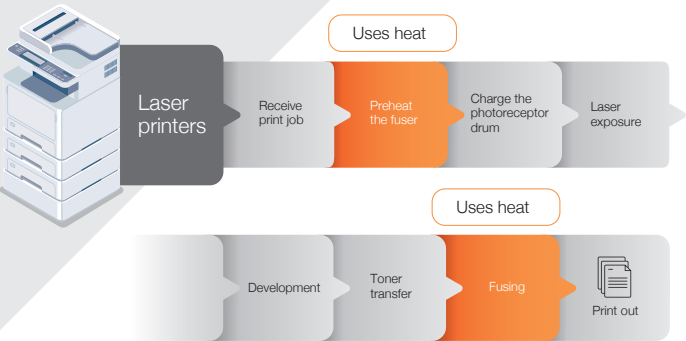 Uses heat
Laser
printers
Receive
print job
Preheat
the fuser
Charge the
photoreceptor
drum
Laser
exposure
Uses heat
Development
Toner
transfer
Fusing
Print out